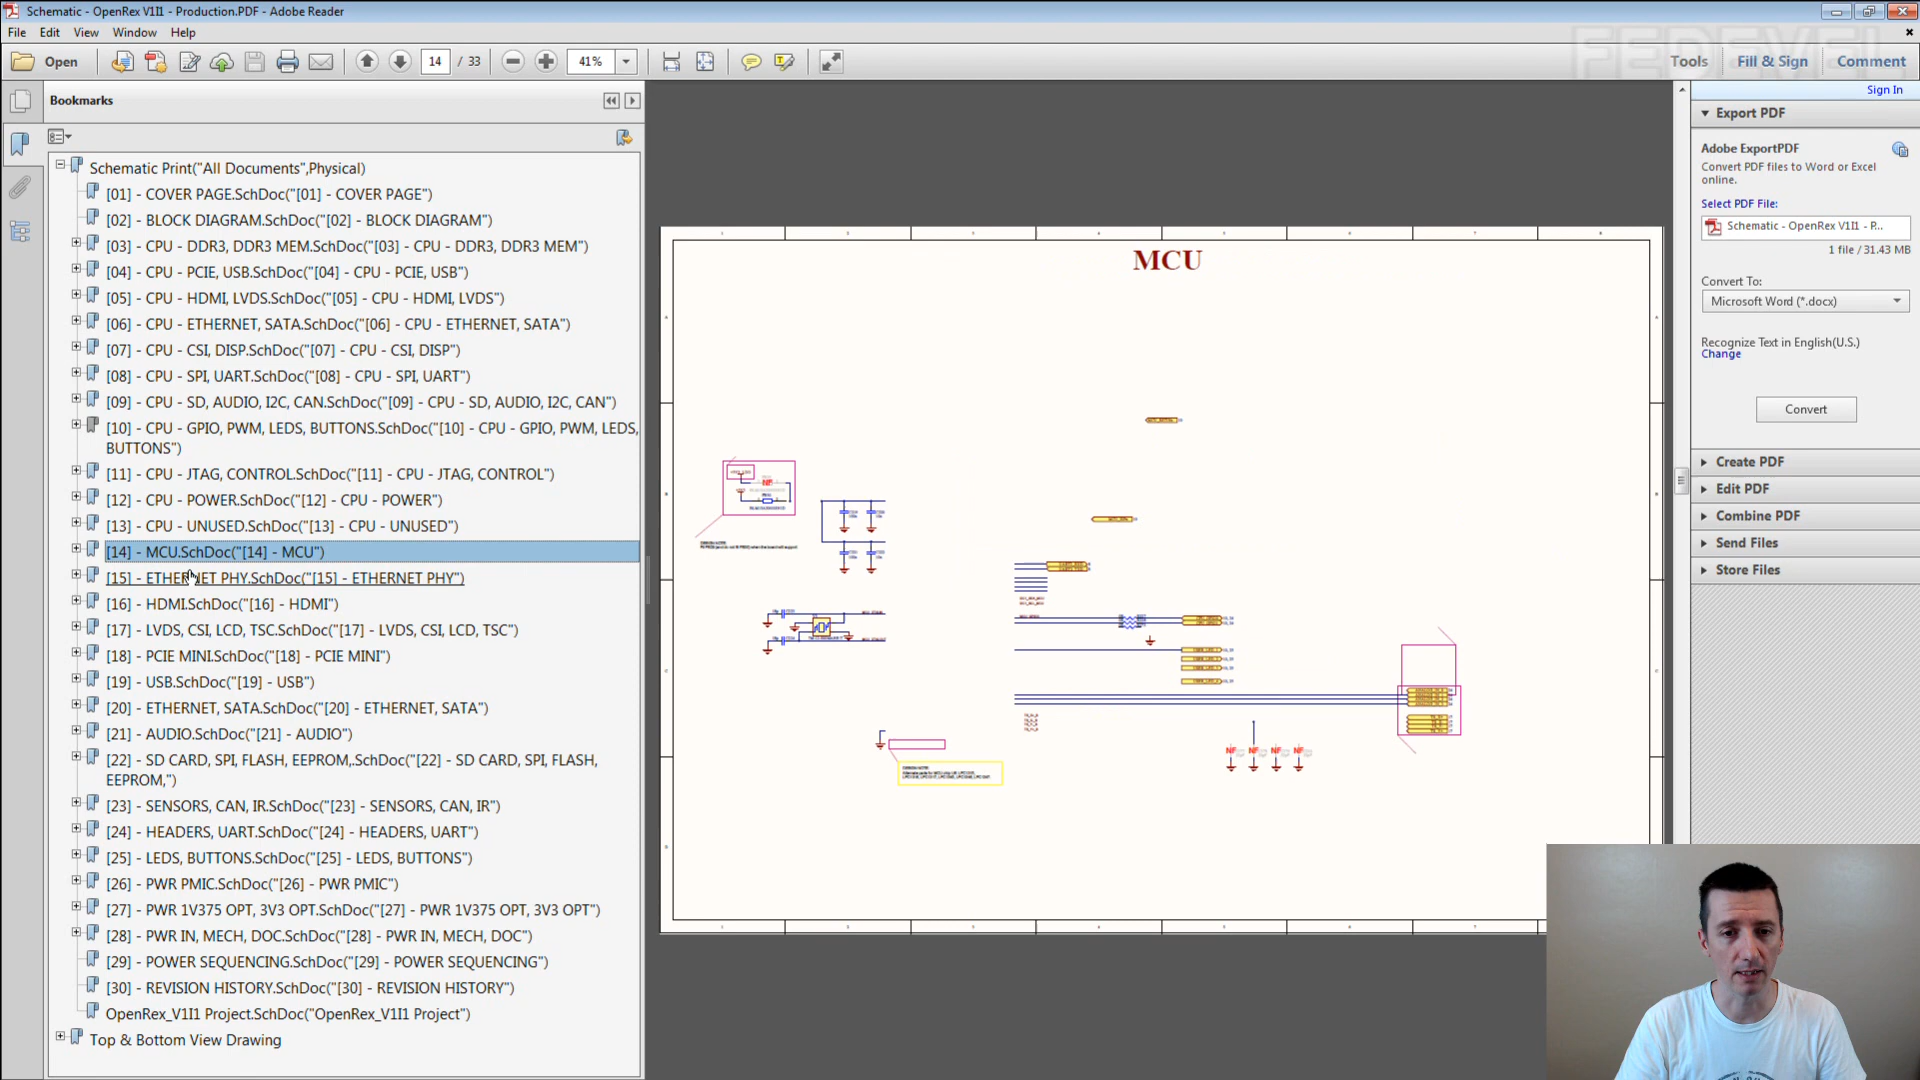 Schematic - OpenRex V1I1 - Production.PDF - Adobe Reader
File Edit View Window Help
FEDEVEL
Open 14 / 33 41% Tools Fill & Sign Comment
Sign In
Bookmarks
Schematic Print("All Documents",Physical)
[01] - COVER PAGE.SchDoc("[01] - COVER PAGE")
[02] - BLOCK DIAGRAM.SchDoc("[02] - BLOCK DIAGRAM")
[03] - CPU - DDR3, DDR3 MEM.SchDoc("[03] - CPU - DDR3, DDR3 MEM")
[04] - CPU - PCIE, USB.SchDoc("[04] - CPU - PCIE, USB")
[05] - CPU - HDMI, LVDS.SchDoc("[05] - CPU - HDMI, LVDS")
[06] - CPU - ETHERNET, SATA.SchDoc("[06] - CPU - ETHERNET, SATA")
[07] - CPU - CSI, DISP.SchDoc("[07] - CPU - CSI, DISP")
[08] - CPU - SPI, UART.SchDoc("[08] - CPU - SPI, UART")
[09] - CPU - SD, AUDIO, I2C, CAN.SchDoc("[09] - CPU - SD, AUDIO, I2C, CAN")
[10] - CPU - GPIO, PWM, LEDS, BUTTONS.SchDoc("[10] - CPU - GPIO, PWM, LEDS,
BUTTONS")
[11] - CPU - JTAG, CONTROL.SchDoc("[11] - CPU - JTAG, CONTROL")
[12] - CPU - POWER.SchDoc("[12] - CPU - POWER")
[13] - CPU - UNUSED.SchDoc("[13] - CPU - UNUSED")
[14] - MCU.SchDoc("[14] - MCU")
[15] - ETHERNET PHY.SchDoc("[15] - ETHERNET PHY")
[16] - HDMI.SchDoc("[16] - HDMI")
[17] - LVDS, CSI, LCD, TSC.SchDoc("[17] - LVDS, CSI, LCD, TSC")
[18] - PCIE MINI.SchDoc("[18] - PCIE MINI")
[19] - USB.SchDoc("[19] - USB")
[20] - ETHERNET, SATA.SchDoc("[20] - ETHERNET, SATA")
[21] - AUDIO.SchDoc("[21] - AUDIO")
[22] - SD CARD, SPI, FLASH, EEPROM,.SchDoc("[22] - SD CARD, SPI, FLASH,
EEPROM,")
[23] - SENSORS, CAN, IR.SchDoc("[23] - SENSORS, CAN, IR")
[24] - HEADERS, UART.SchDoc("[24] - HEADERS, UART")
[25] - LEDS, BUTTONS.SchDoc("[25] - LEDS, BUTTONS")
[26] - PWR PMIC.SchDoc("[26] - PWR PMIC")
[27] - PWR 1V375 OPT, 3V3 OPT.SchDoc("[27] - PWR 1V375 OPT, 3V3 OPT")
[28] - PWR IN, MECH, DOC.SchDoc("[28] - PWR IN, MECH, DOC")
[29] - POWER SEQUENCING.SchDoc("[29] - POWER SEQUENCING")
[30] - REVISION HISTORY.SchDoc("[30] - REVISION HISTORY")
OpenRex_V1I1 Project.SchDoc("OpenRex_V1I1 Project")
Top & Bottom View Drawing
MCU
NF
NF NF NF NF
Export PDF
Adobe ExportPDF
Convert PDF files to Word or Excel
online.
Select PDF File:
Schematic - OpenRex V1I1 - P...
1 file / 31.43 MB
Convert To:
Microsoft Word (*.docx)
Recognize Text in English(U.S.)
Change
Convert
Create PDF
Edit PDF
Combine PDF
Send Files
Store Files